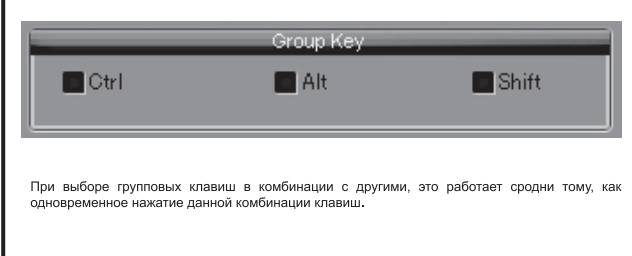 Group Key
Ctrl Alt Shift
При выборе групповых клавиш в комбинации с другими, это работает сродни тому, как
одновременное нажатие данной комбинации клавиш.